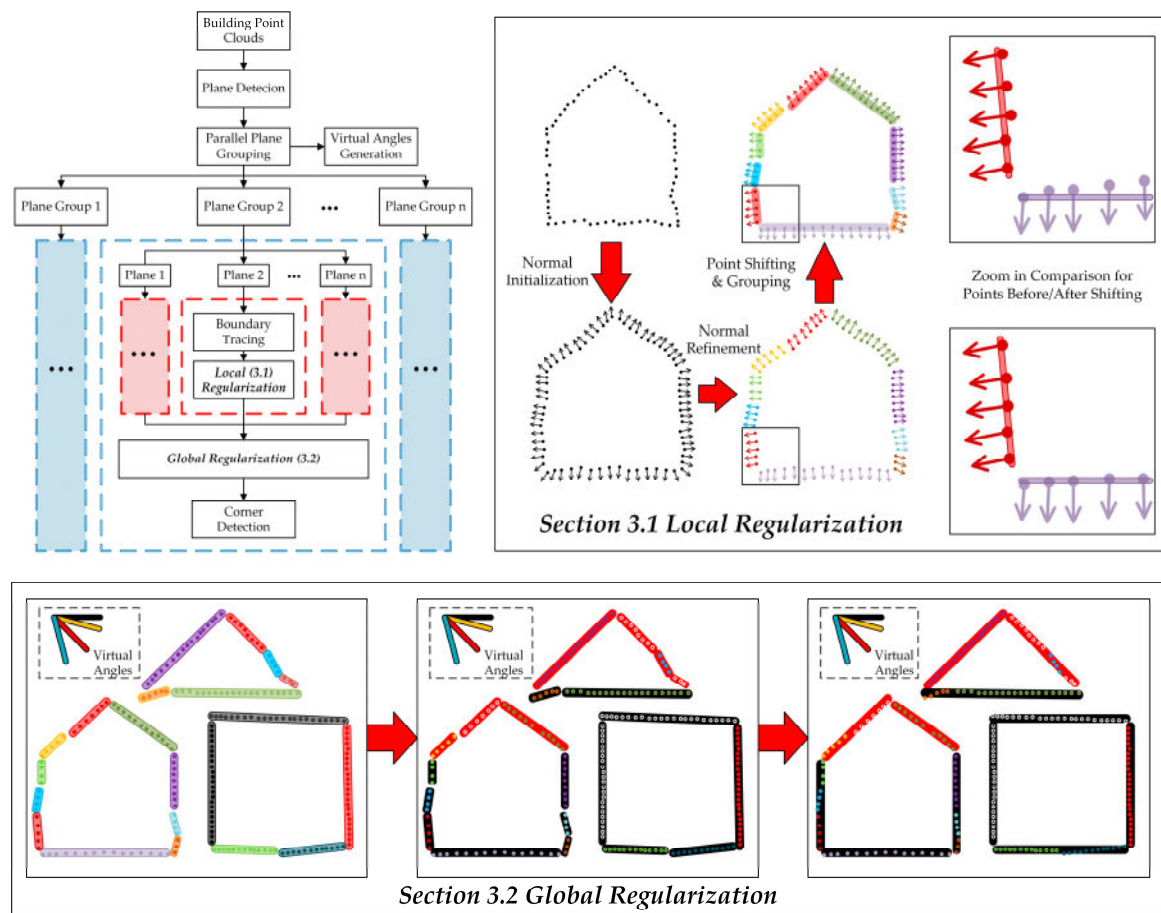 Building Point
Clouds
Plane Detecion
Parallel Plane
Grouping
Virtual Angles
Generation
Plane Group 1
Plane Group 2
•••
Plane Group n
Plane 1
Plane 2
•••
Plane n
Boundary
Tracing
Local (3.1)
Regularization
•••
•••
•••
•••
Global Regularization (3.2)
Corner
Detection
Normal
Initialization
Point Shifting
& Grouping
Normal
Refinement
Zoom in Comparison for
Points Before/After Shifting
Section 3.1 Local Regularization
Virtual
Angles
Virtual
Angles
Virtual
Angles
Section 3.2 Global Regularization